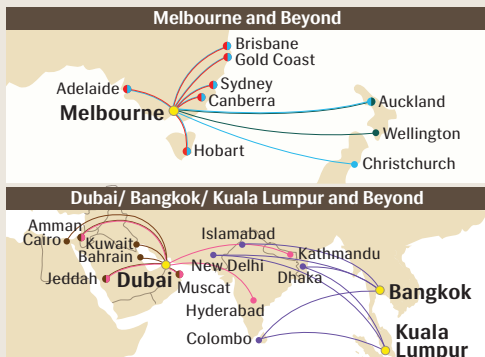 Melbourne and Beyond
Brisbane
Gold Coast
Adelaide
Sydney
Canberra
Melbourne
Auckland
Wellington
Hobart
Christchurch
Dubai/ Bangkok/ Kuala Lumpur and Beyond
Amman
Islamabad
Cairo
Kuwait
Kathmandu
Bahrain
New Delhi
Dhaka
Jeddah
Dubai
Muscat
Bangkok
Hyderabad
Colombo
Kuala
Lumpur